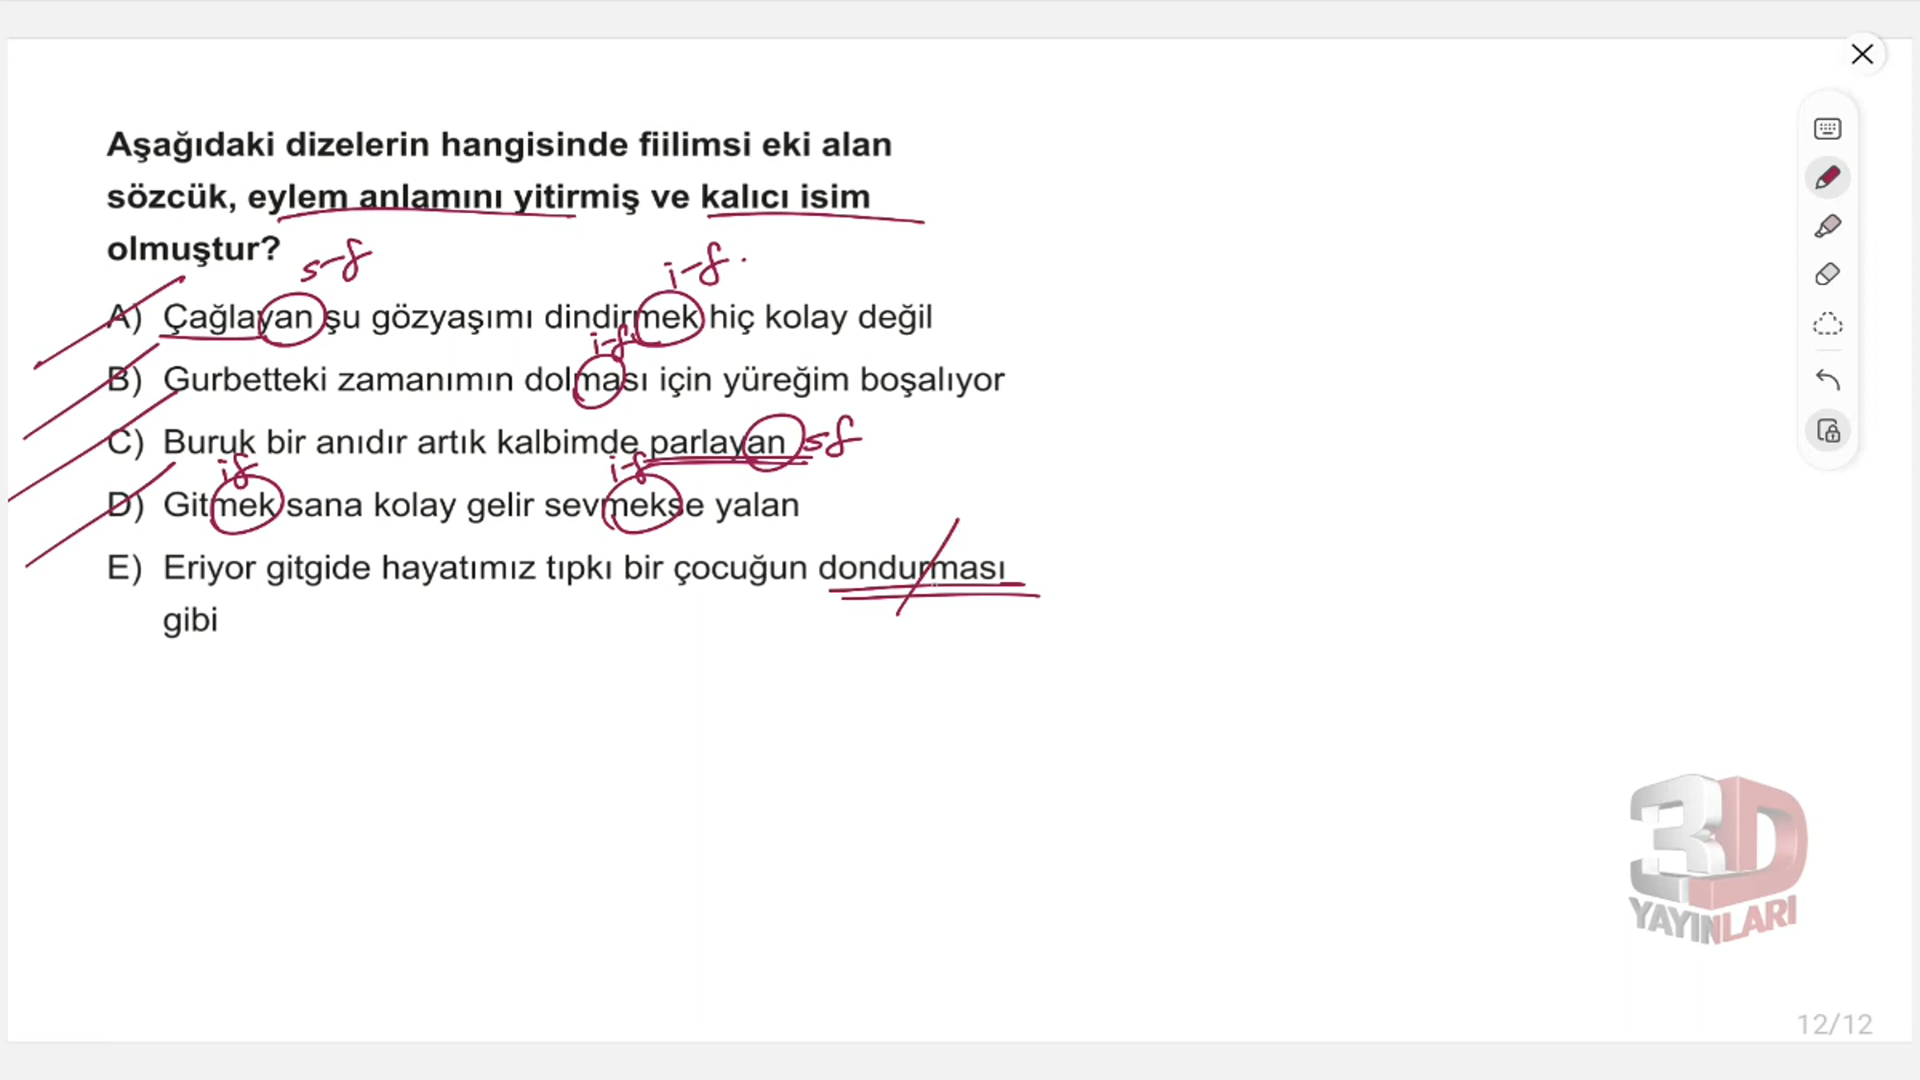 Aşağıdaki dizelerin hangisinde fiilimsi eki alan
sözcük, eylem anlamını yitirmiş ve kalıcı isim
olmuştur?
s-f
i-f.
A) Çağlayan şu gözyaşımı dindirmek hiç kolay değil
i-f
B) Gurbetteki zamanımın dolması için yüreğim boşalıyor
C) Buruk bir anıdır artık kalbimde parlayan sf
if
i-f
D) Gitmek sana kolay gelir sevmekse yalan
E) Eriyor gitgide hayatımız tıpkı bir çocuğun dondurması
gibi
3D
YAYINLARI
12/12